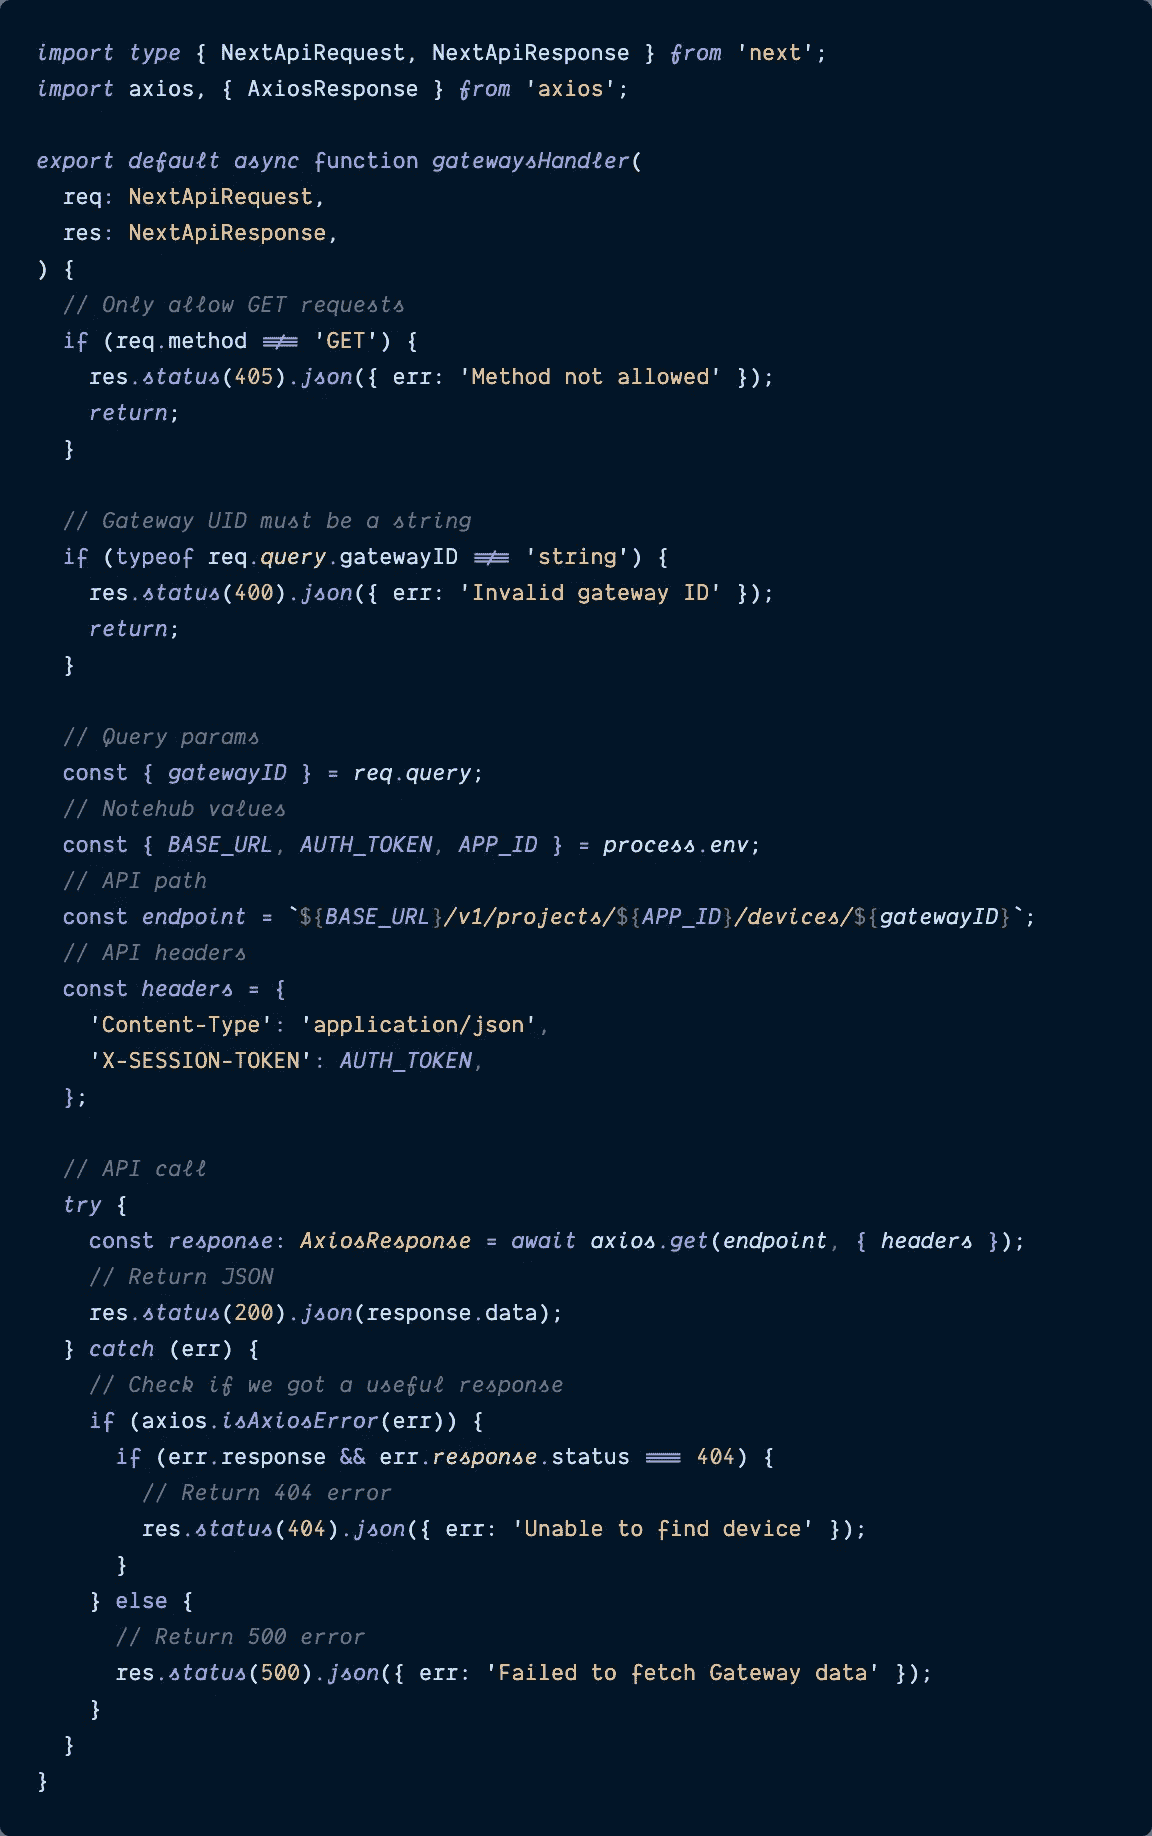 import type { NextApiRequest, NextApiResponse } from 'next';
import axios, { AxiosResponse } from 'axios';

export default async function gatewaysHandler(
  req: NextApiRequest,
  res: NextApiResponse,
) {
  // Only allow GET requests
  if (req.method !== 'GET') {
    res.status(405).json({ err: 'Method not allowed' });
    return;
  }

  // Gateway UID must be a string
  if (typeof req.query.gatewayID !== 'string') {
    res.status(400).json({ err: 'Invalid gateway ID' });
    return;
  }

  // Query params
  const { gatewayID } = req.query;
  // Notehub values
  const { BASE_URL, AUTH_TOKEN, APP_ID } = process.env;
  // API path
  const endpoint = `${BASE_URL}/v1/projects/${APP_ID}/devices/${gatewayID}`;
  // API headers
  const headers = {
    'Content-Type': 'application/json',
    'X-SESSION-TOKEN': AUTH_TOKEN,
  };

  // API call
  try {
    const response: AxiosResponse = await axios.get(endpoint, { headers });
    // Return JSON
    res.status(200).json(response.data);
  } catch (err) {
    // Check if we got a useful response
    if (axios.isAxiosError(err)) {
      if (err.response && err.response.status === 404) {
        // Return 404 error
        res.status(404).json({ err: 'Unable to find device' });
      }
    } else {
      // Return 500 error
      res.status(500).json({ err: 'Failed to fetch Gateway data' });
    }
  }
}